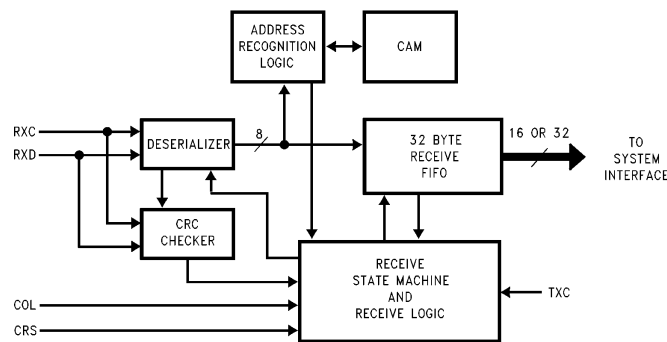 ADDRESS
RECOGNITION
LOGIC
CAM
RXC
RXD
DESERIALIZER
8
32 BYTE
RECEIVE
FIFO
16 OR 32
TO
SYSTEM
INTERFACE
CRC
CHECKER
RECEIVE
STATE MACHINE
AND
RECEIVE LOGIC
TXC
COL
CRS